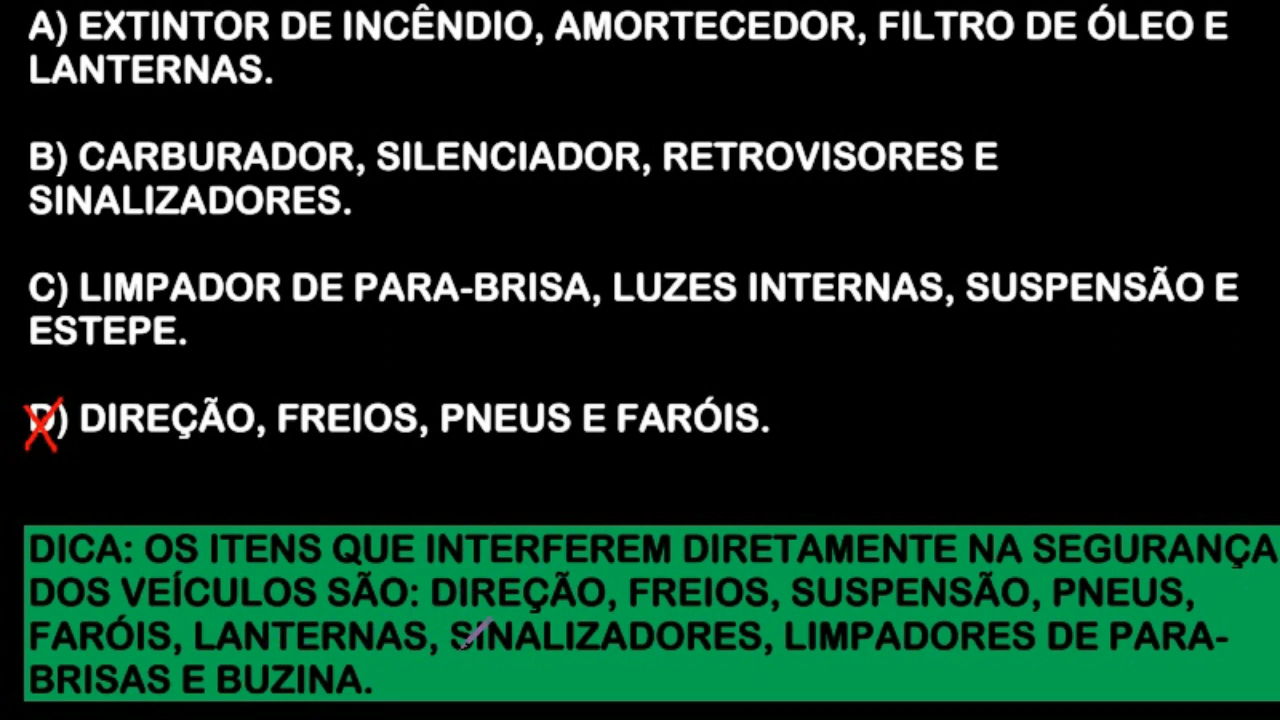 A) EXTINTOR DE INCÊNDIO, AMORTECEDOR, FILTRO DE ÓLEO E
LANTERNAS.
B) CARBURADOR, SILENCIADOR, RETROVISORES E
SINALIZADORES.
C) LIMPADOR DE PARA-BRISA, LUZES INTERNAS, SUSPENSÃO E
ESTEPE.
D) DIREÇÃO, FREIOS, PNEUS E FARÓIS.
DICA: OS ITENS QUE INTERFEREM DIRETAMENTE NA SEGURANÇA
DOS VEÍCULOS SÃO: DIREÇÃO, FREIOS, SUSPENSÃO, PNEUS,
FARÓIS, LANTERNAS, SINALIZADORES, LIMPADORES DE PARA-
BRISAS E BUZINA.